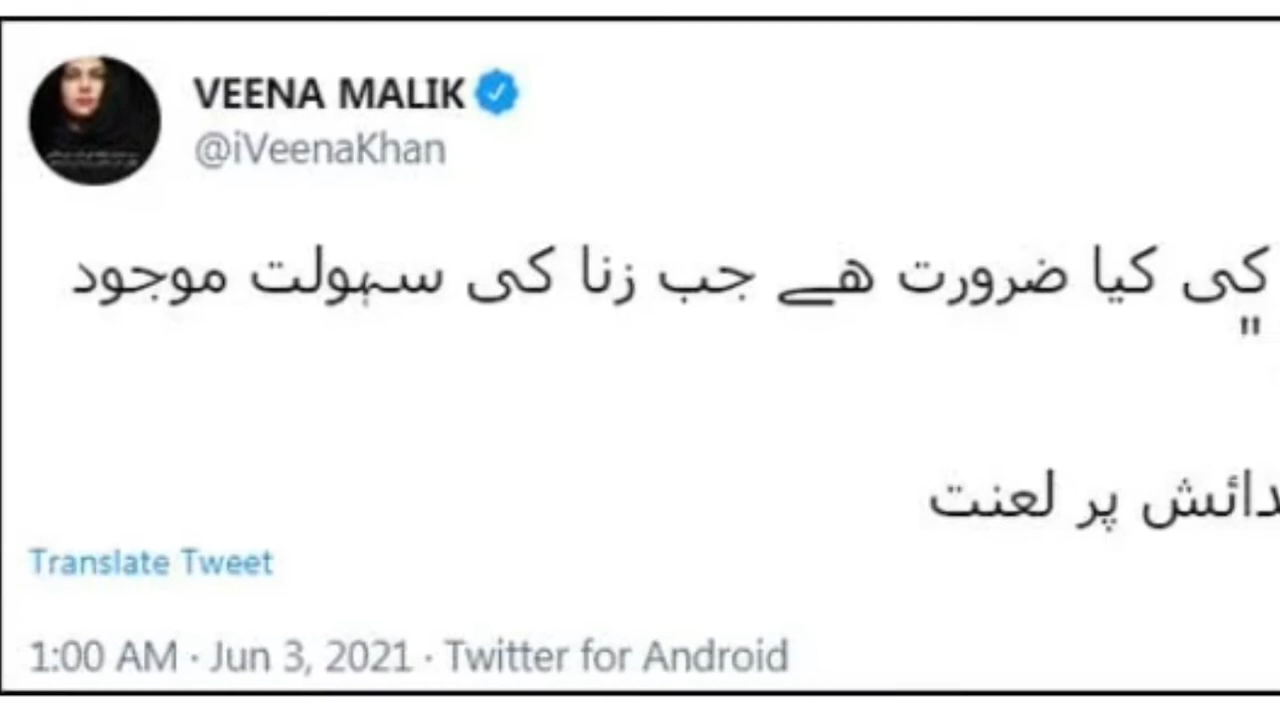 VEENA MALIK
@iVeenaKhan
کی کیا ضرورت ھے جب زنا کی سہولت موجود
"
دائش پر لعنت
Translate Tweet
1:00 AM · Jun 3, 2021 · Twitter for Android